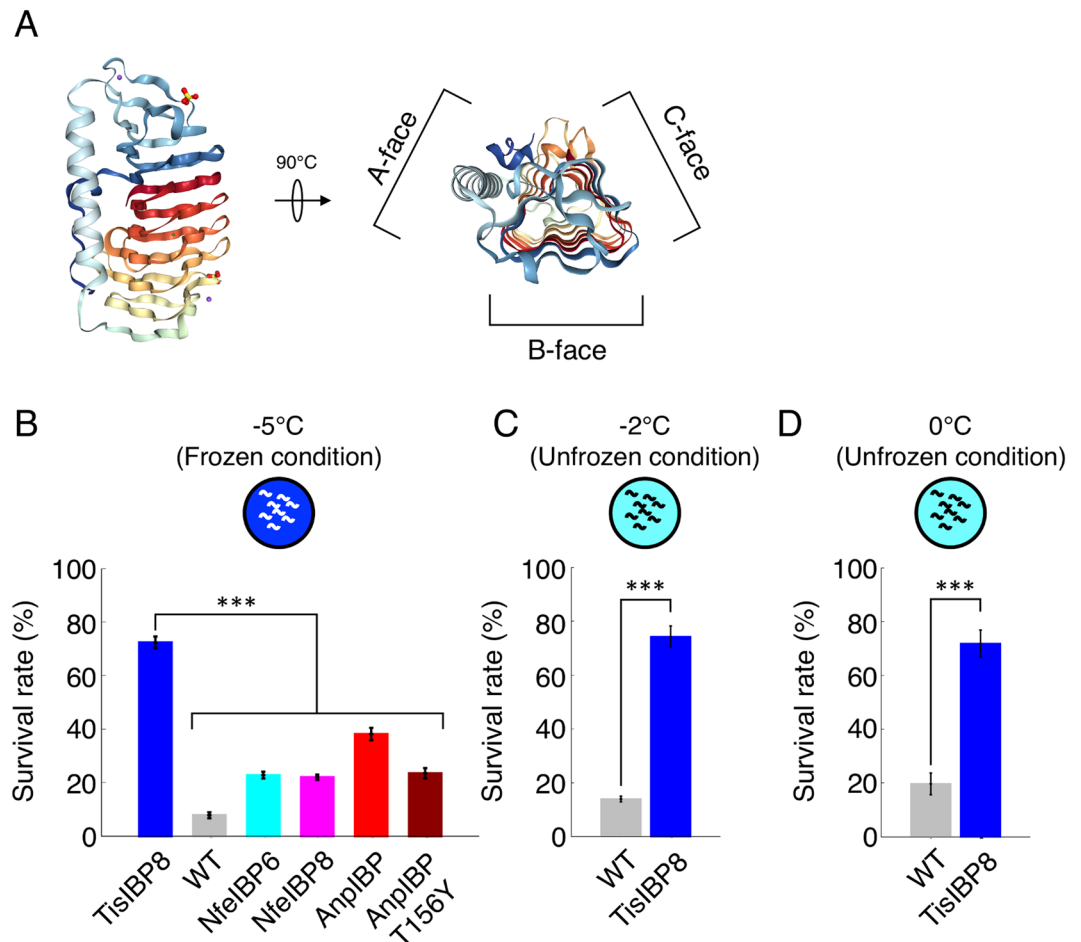 A
90°C
A-face
C-face
B-face
B
-5°C
(Frozen condition)
Survival rate (%)
100
80
60
40
20
0
***
TisIBP8
WT
NfeIBP6
NfeIBP8
AnpIBP
AnpIBP
T156Y
C
-2°C
(Unfrozen condition)
Survival rate (%)
100
80
60
40
20
0
***
WT
TisIBP8
D
0°C
(Unfrozen condition)
Survival rate (%)
100
80
60
40
20
0
***
WT
TisIBP8